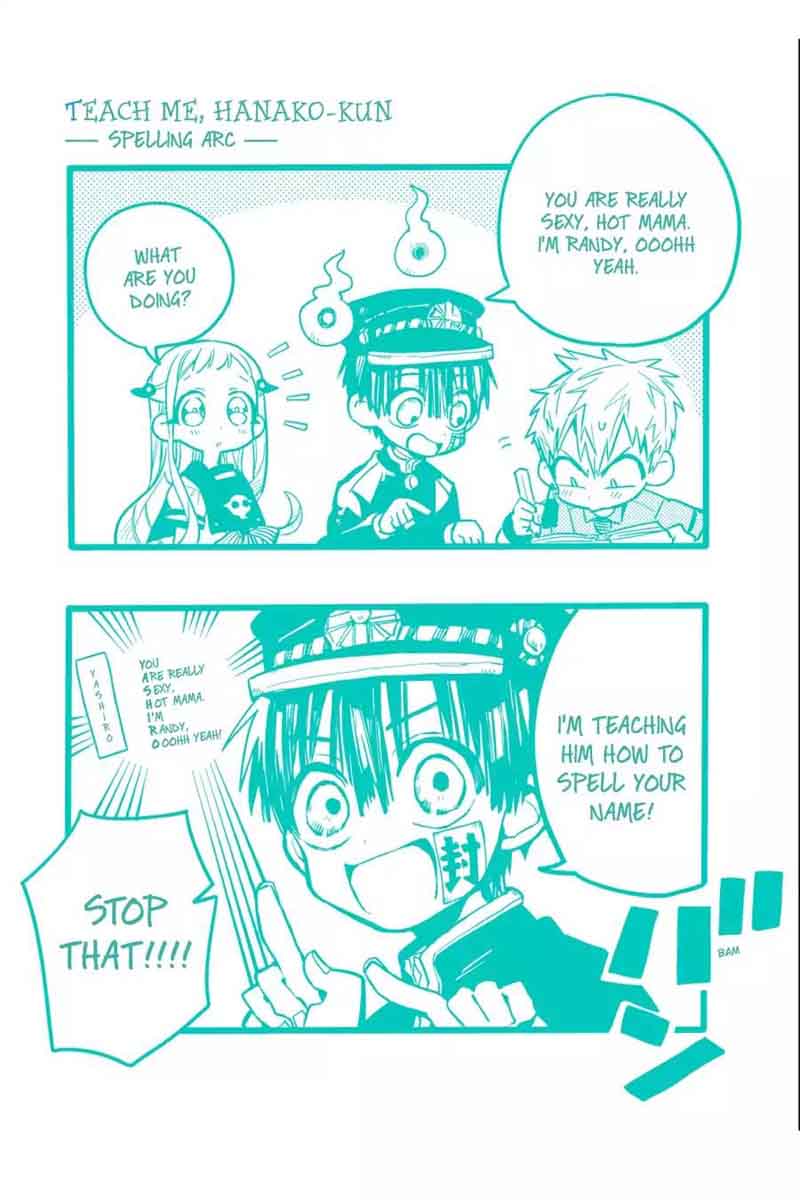 TEACH ME, HANAKO-KUN
SPELLING ARC
WHAT
ARE YOU
DOING?
YOU ARE REALLY
SEXY, HOT MAMA.
I'M RANDY, OOOHH
YEAH.
YASHIRO
YOU
ARE REALLY
SEXY,
HOT MAMA.
I'M
RANDY,
OOOHH YEAH!
I'M TEACHING
HIM HOW TO
SPELL YOUR
NAME!
封
STOP
THAT!!!!
バ
BAM